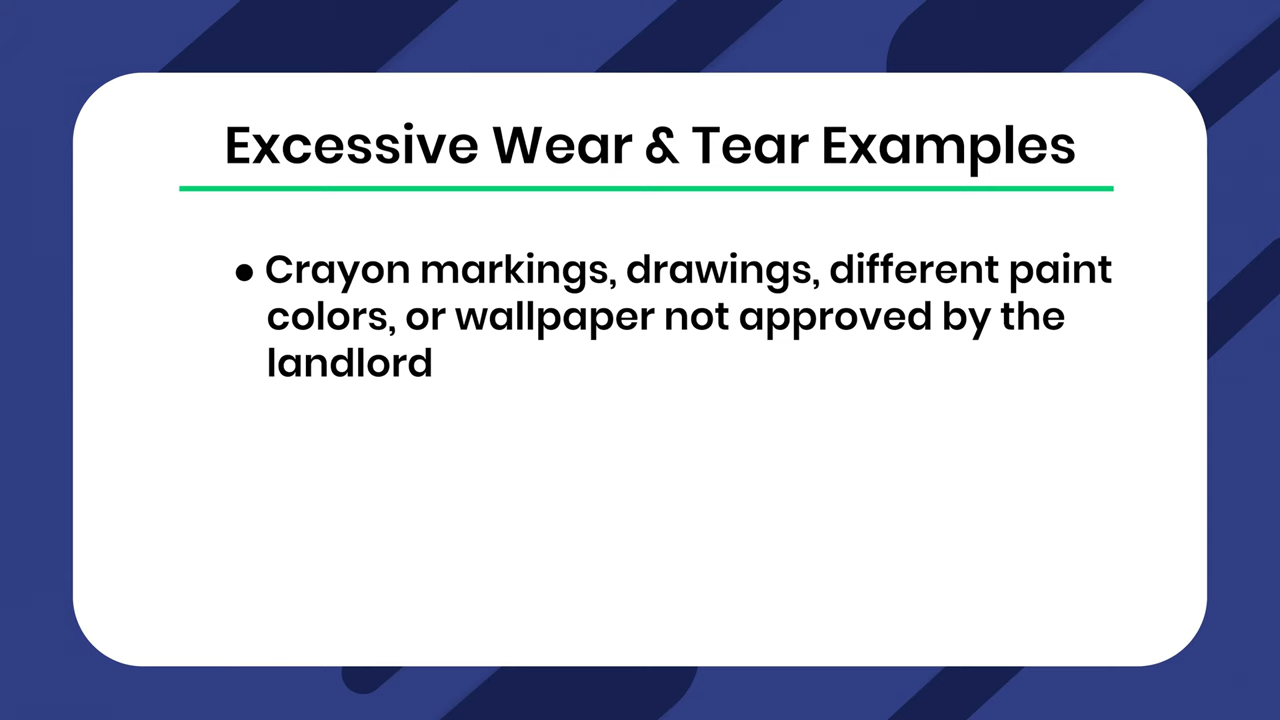 Excessive Wear & Tear Examples
● Crayon markings, drawings, different paint
colors, or wallpaper not approved by the
landlord